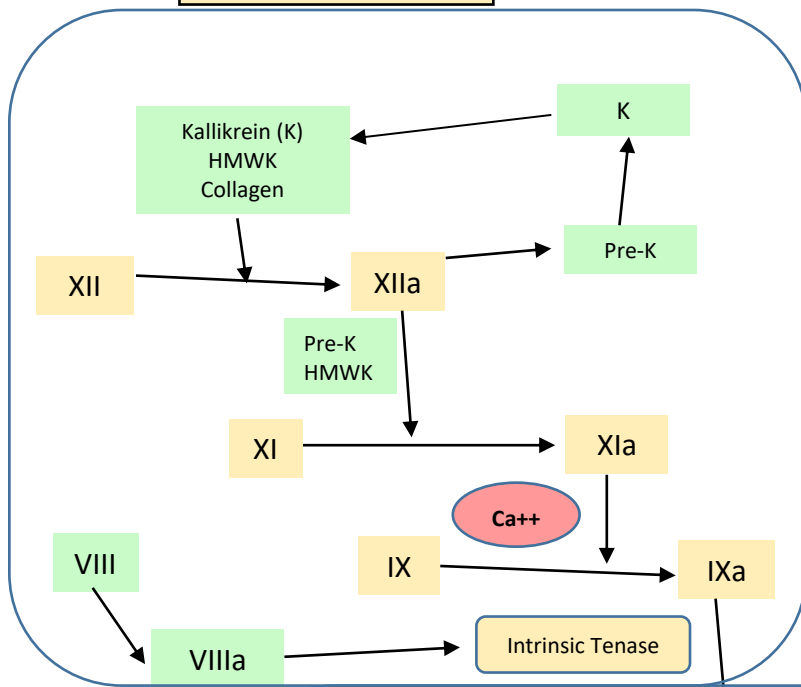 K
Kallikrein (K)
HMWK
Collagen
Pre-K
XII
XIIa
Pre-K
HMWK
XI
XIa
Ca++
VIII
IX
IXa
VIIIa
Intrinsic Tenase